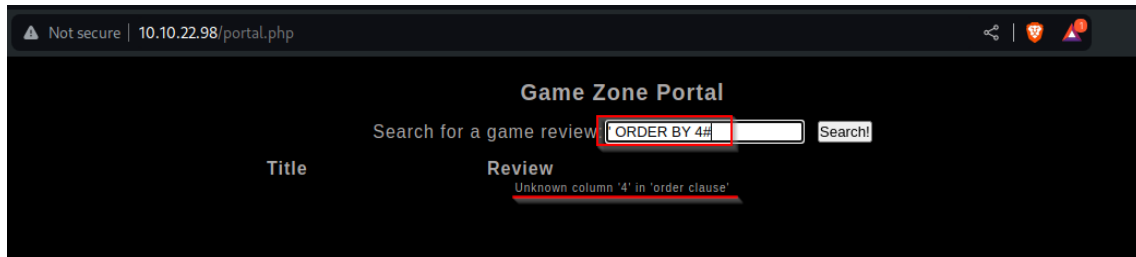 Not secure | 10.10.22.98/portal.php
1
Game Zone Portal
Search for a game review: ' ORDER BY 4# Search!
Title Review
Unknown column '4' in 'order clause'